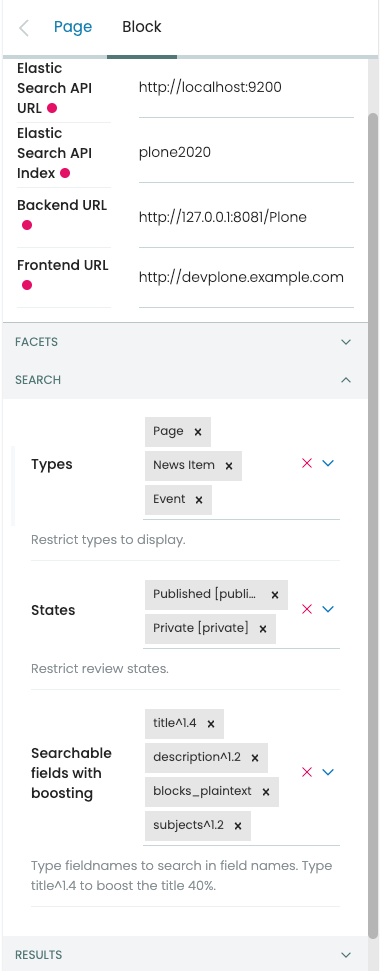 Page Block
Elastic
Search API
URL
http://localhost:9200
Elastic
Search API
Index
plone2020
Backend URL
http://127.0.0.1:8081/Plone
Frontend URL
http://devplone.example.com
FACETS
SEARCH
Types
Page ×
News Item ×
Event ×
Restrict types to display.
States
Published [publi... ×
Private [private] ×
Restrict review states.
Searchable
fields with
boosting
title^1.4 ×
description^1.2 ×
blocks_plaintext ×
subjects^1.2 ×
Type fieldnames to search in field names. Type
title^1.4 to boost the title 40%.
RESULTS